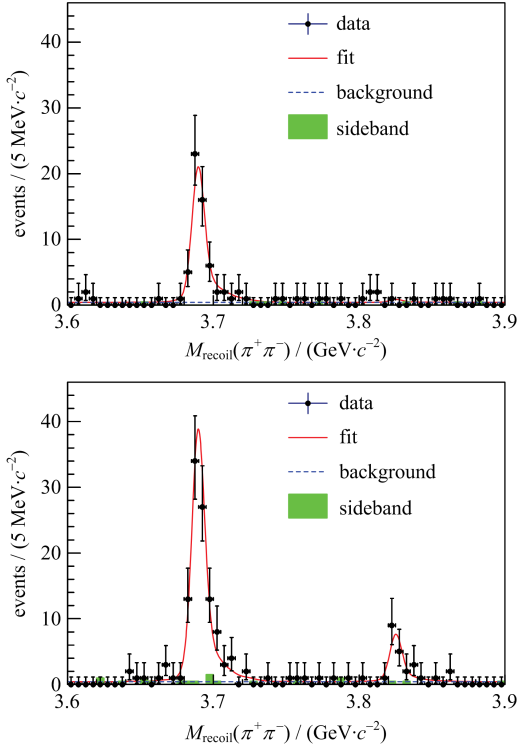 40
30
20
10
0
events / (5 MeV·c⁻²)
data
fit
background
sideband
3.6 3.7 3.8 3.9
M_recoil(π⁺π⁻) / (GeV·c⁻²)
40
30
20
10
0
events / (5 MeV·c⁻²)
data
fit
background
sideband
3.6 3.7 3.8 3.9
M_recoil(π⁺π⁻) / (GeV·c⁻²)